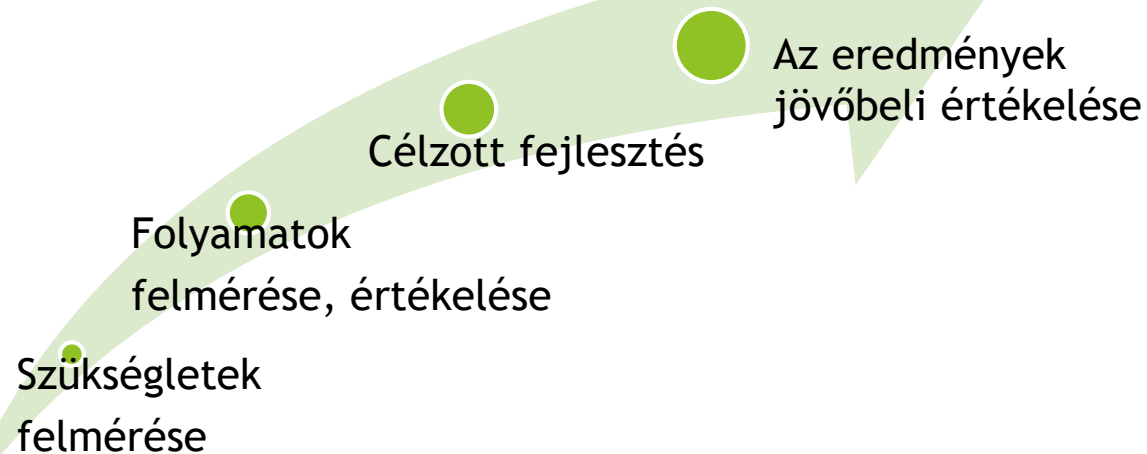 Az eredmények
jövőbeli értékelése
Célzott fejlesztés
Folyamatok
felmérése, értékelése
Szükségletek
felmérése